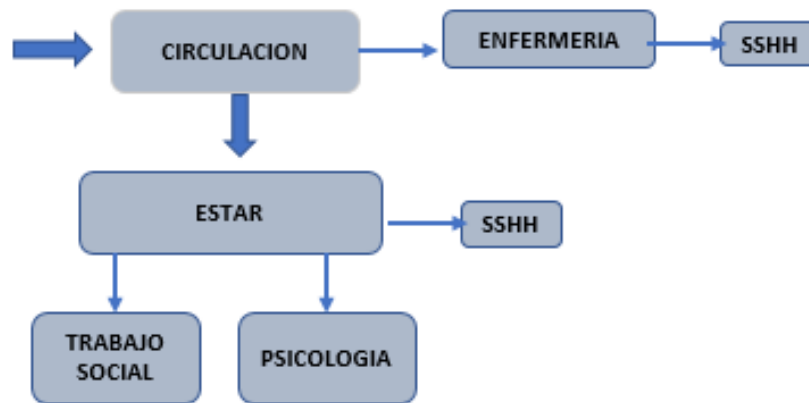 CIRCULACION
ENFERMERIA
SSHH
ESTAR
SSHH
TRABAJO
SOCIAL
PSICOLOGIA